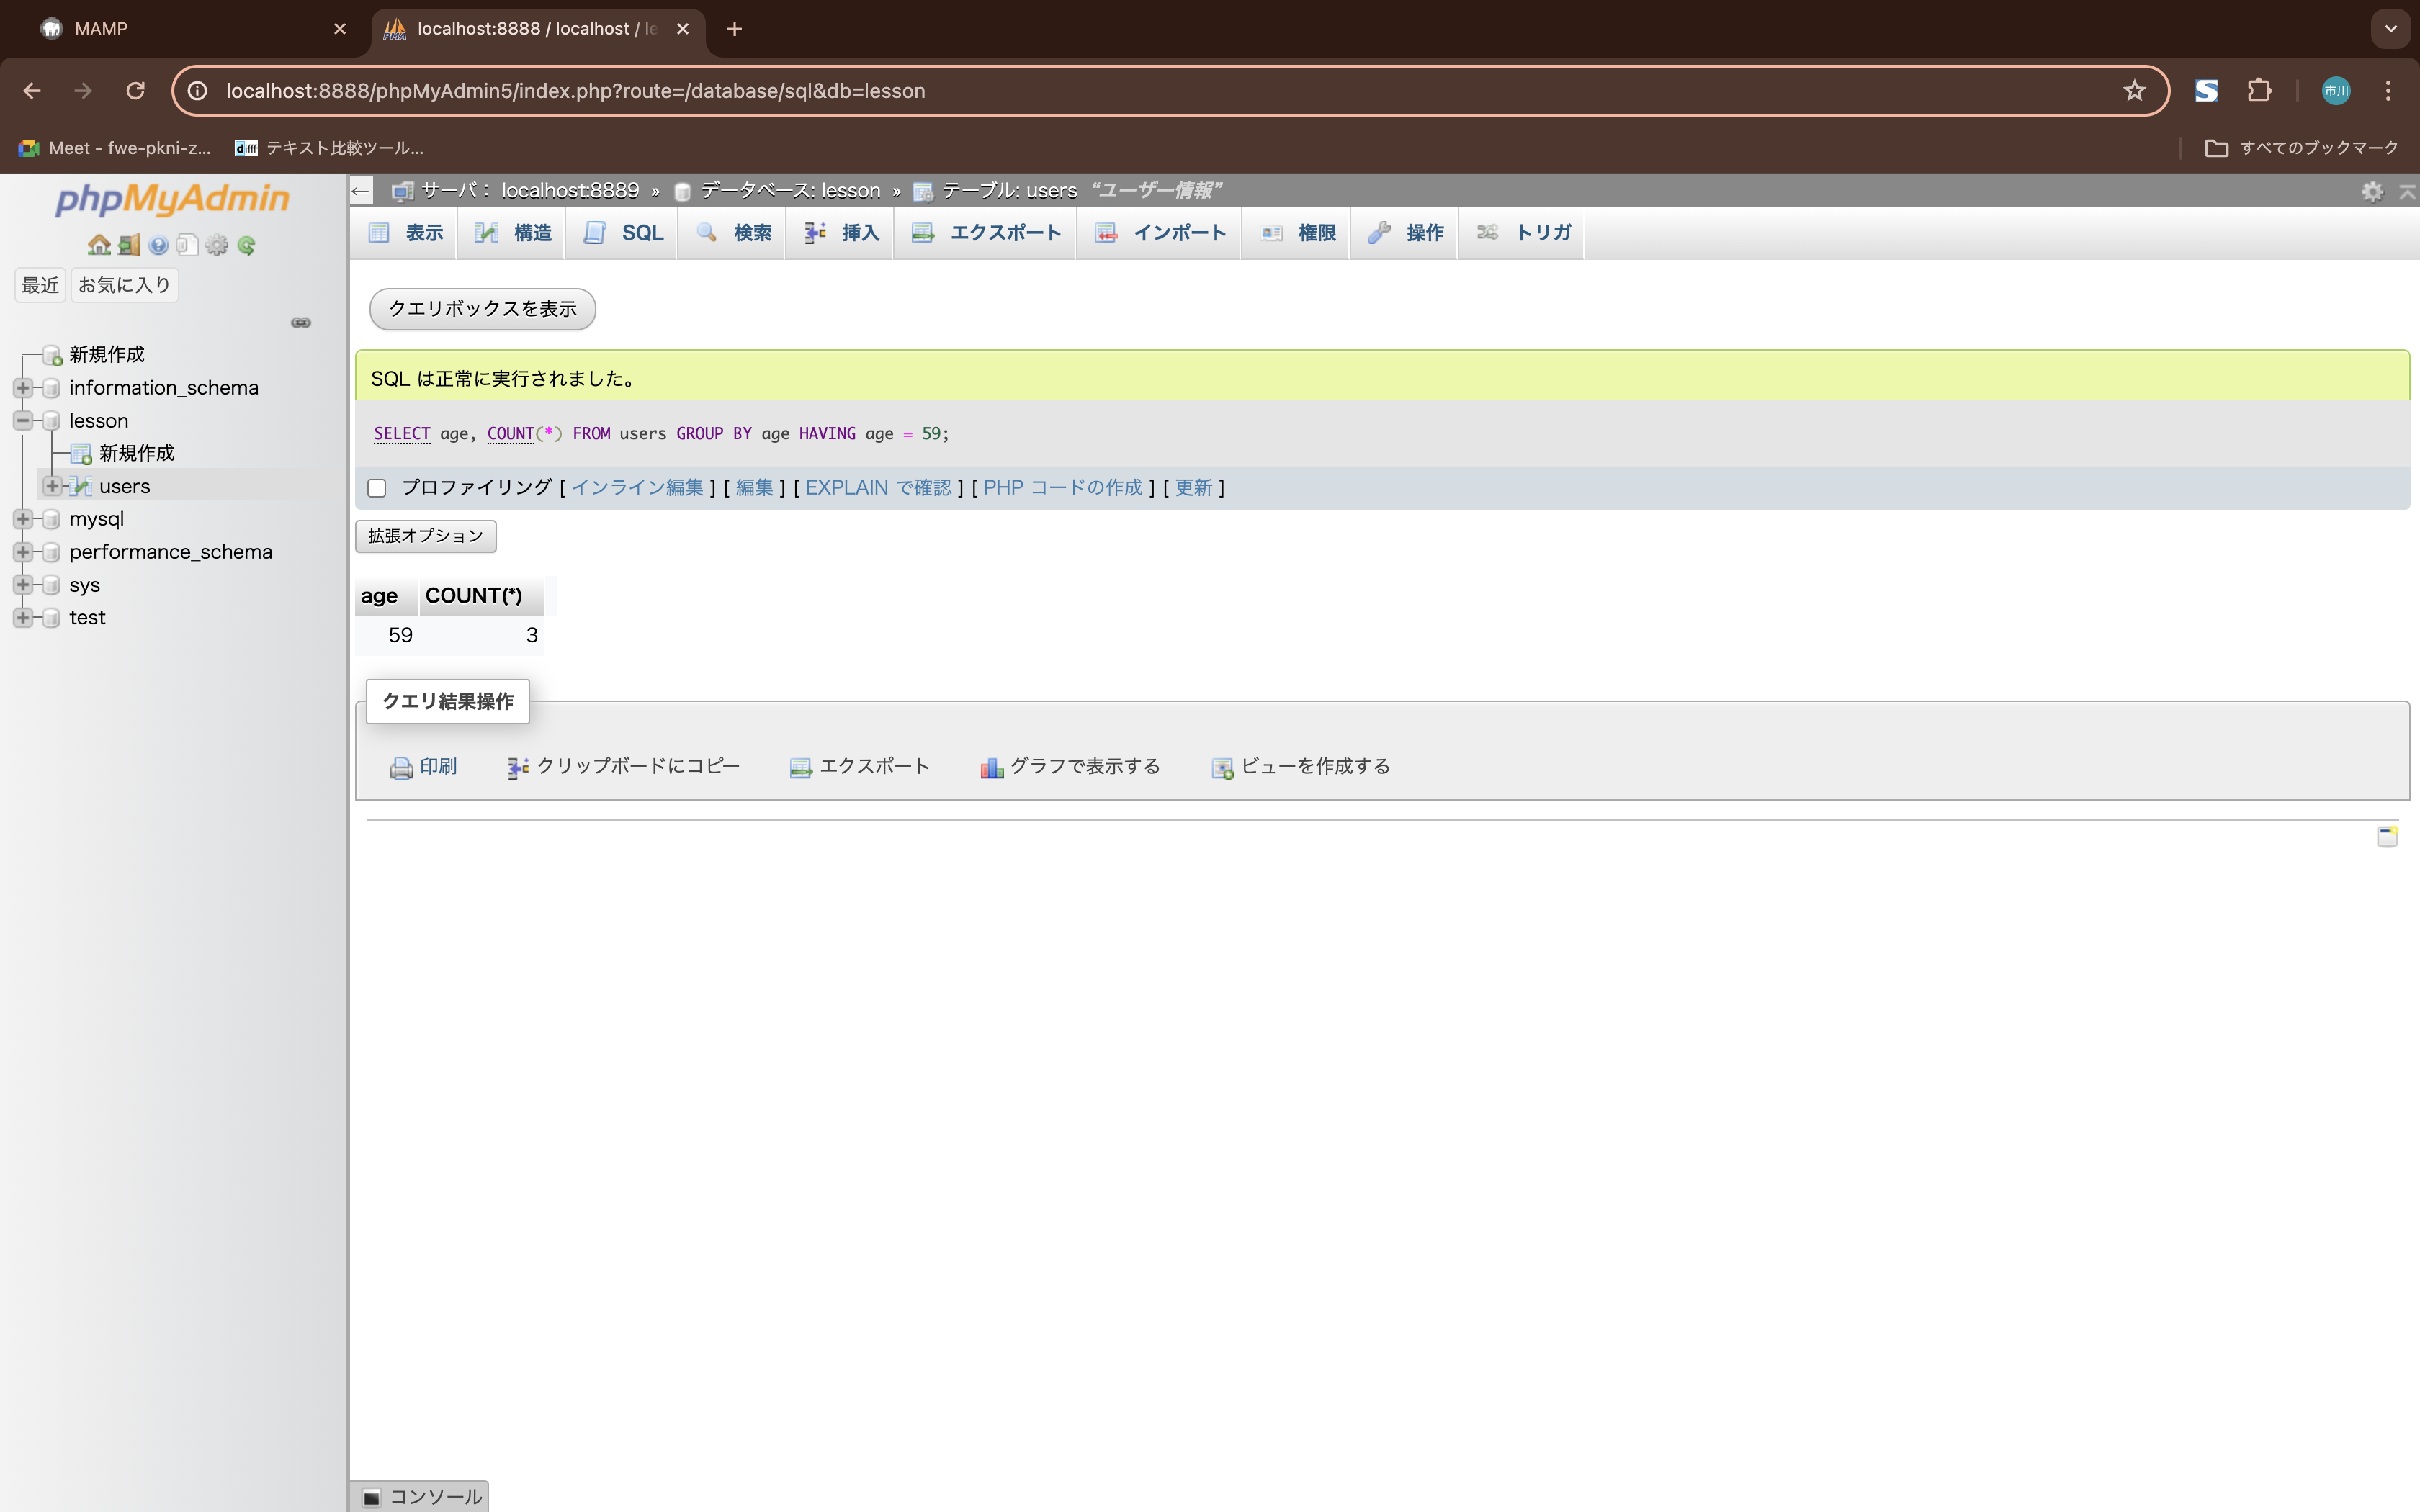 MAMP
localhost:8888 / localhost / le
localhost:8888/phpMyAdmin5/index.php?route=/database/sql&db=lesson
市川
Meet - fwe-pkni-z...
diff テキスト比較ツール...
すべてのブックマーク
phpMyAdmin
最近 お気に入り
新規作成
information_schema
lesson
新規作成
users
mysql
performance_schema
sys
test
サーバ： localhost:8889 » データベース: lesson » テーブル: users “ユーザー情報”
表示 構造 SQL 検索 挿入 エクスポート インポート 権限 操作 トリガ
クエリボックスを表示
SQL は正常に実行されました。
SELECT age, COUNT(*) FROM users GROUP BY age HAVING age = 59;
プロファイリング [ インライン編集 ] [ 編集 ] [ EXPLAIN で確認 ] [ PHP コードの作成 ] [ 更新 ]
拡張オプション
age COUNT(*)
59 3
クエリ結果操作
印刷 クリップボードにコピー エクスポート グラフで表示する ビューを作成する
コンソール